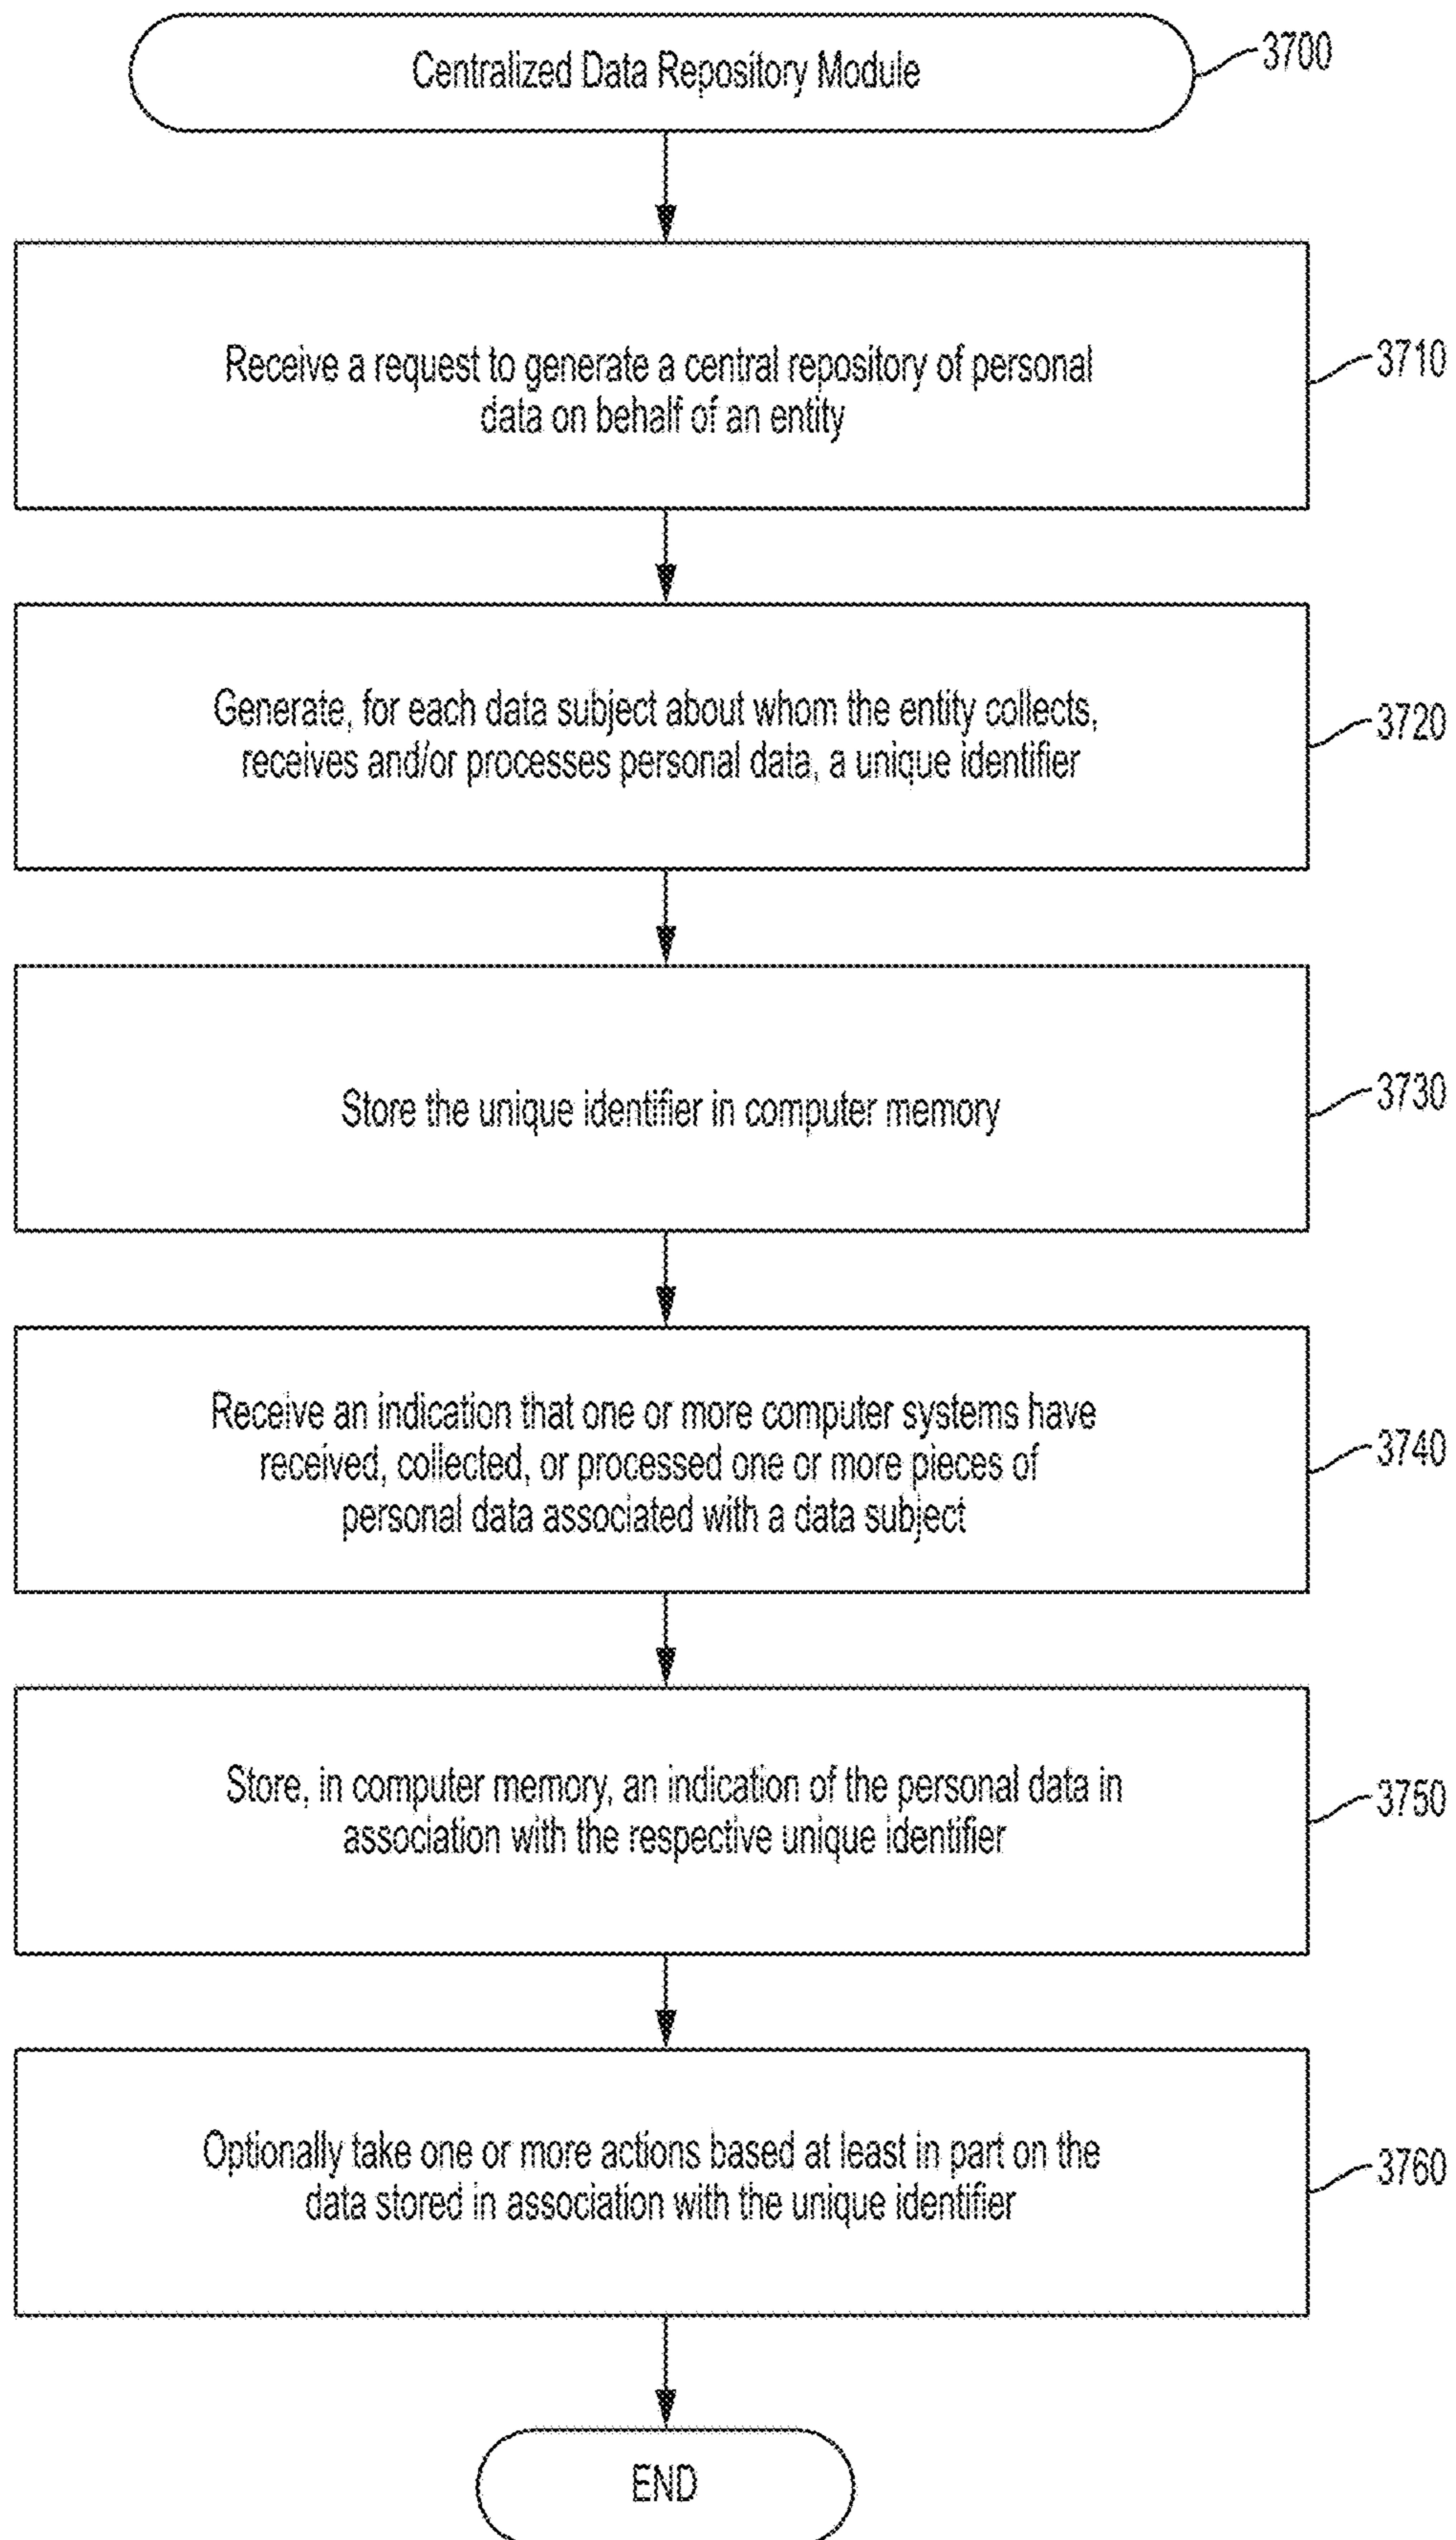 Centralized Data Repository Module
3700
Receive a request to generate a central repository of personal
data on behalf of an entity
3710
Generate, for each data subject about whom the entity collects,
receives and/or processes personal data, a unique identifier
3720
Store the unique identifier in computer memory
3730
Receive an indication that one or more computer systems have
received, collected, or processed one or more pieces of
personal data associated with a data subject
3740
Store, in computer memory, an indication of the personal data in
association with the respective unique identifier
3750
Optionally take one or more actions based at least in part on the
data stored in association with the unique identifier
3760
END